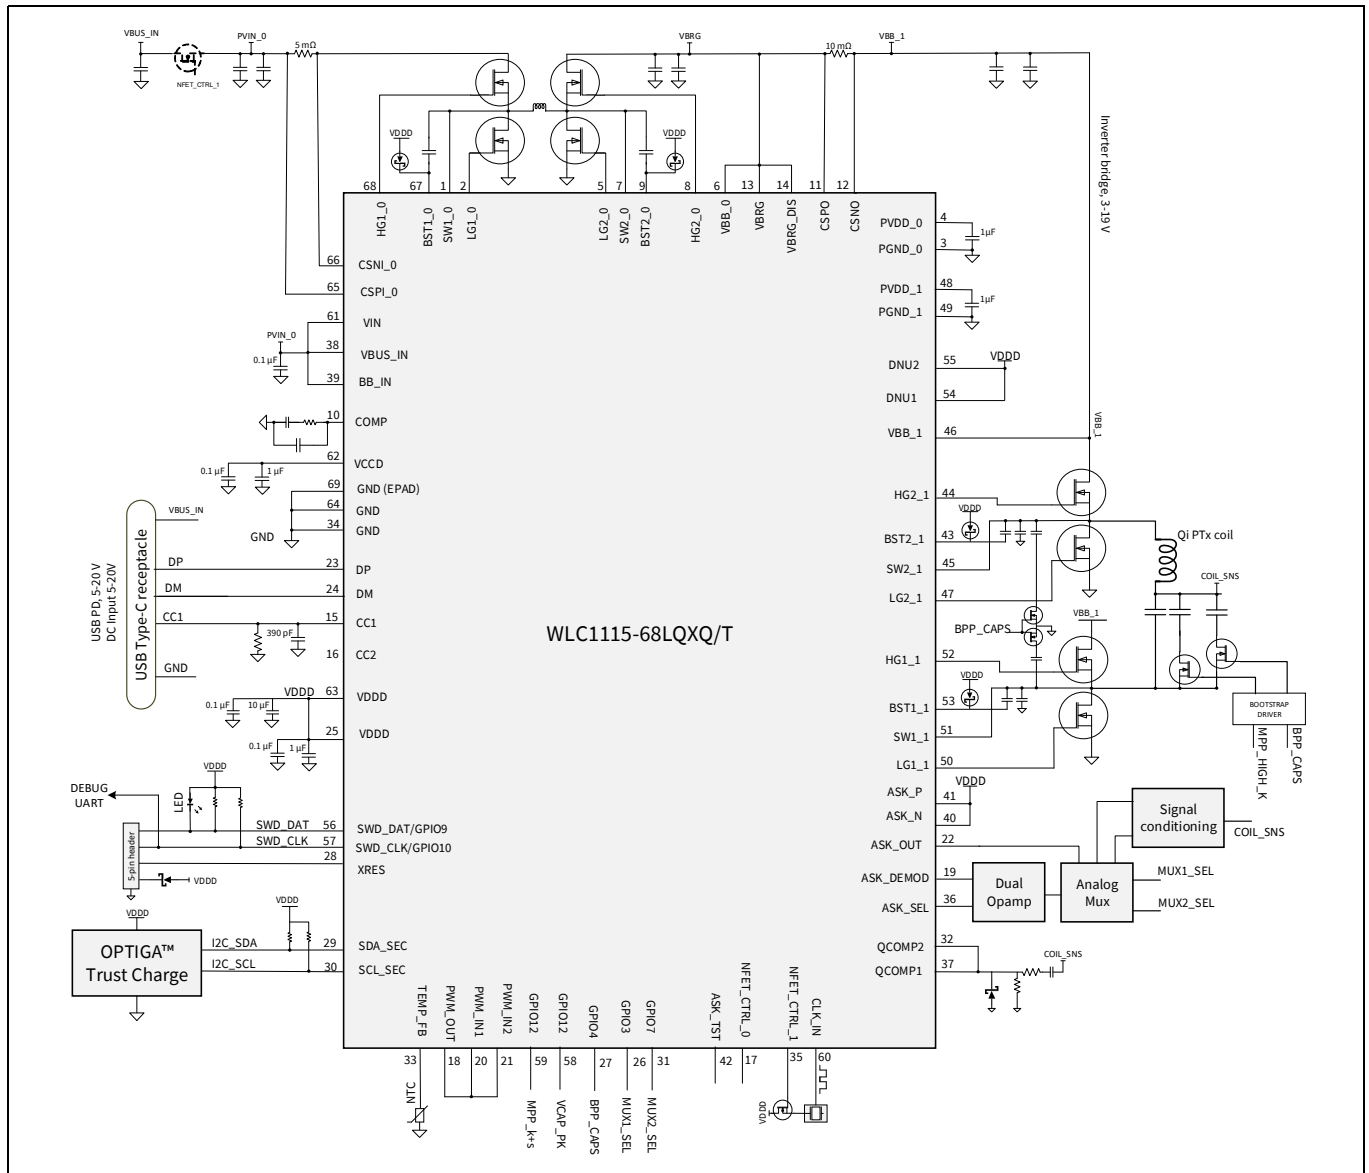 VBUS_IN
PVIN_0
5 mΩ
VBRG
10 mΩ
VBB_1
NFET_CTRL_1
VDDD
VDDD
Inverter bridge, 3-19 V
68
67
1
2
5
7
9
8
6
13
14
11
12
HG1_0
BST1_0
SW1_0
LG1_0
LG2_0
SW2_0
BST2_0
HG2_0
VBB_0
VBRG
VBRG_DIS
CSPO
CSNO
PVDD_0
4
1µF
PGND_0
3
66
CSNI_0
65
CSPI_0
PVDD_1
48
1µF
PGND_1
49
61
VIN
PVIN_0
38
VBUS_IN
0.1 µF
39
BB_IN
DNU2
55
VDDD
DNU1
54
10
COMP
VBB_1
46
VBB_1
62
VCCD
0.1 µF
1 µF
69
GND (EPAD)
64
GND
34
GND
GND
HG2_1
44
VDDD
BST2_1
43
SW2_1
45
LG2_1
47
Qi PTx coil
COIL_SNS
USB PD, 5-20 V
DC Input 5-20V
USB Type-C receptacle
VBUS_IN
DP
23
DP
DM
24
DM
CC1
15
CC1
390 pF
16
CC2
GND
WLC1115-68LQXQ/T
BPP_CAPS
VBB_1
HG1_1
52
VDDD
BST1_1
53
SW1_1
51
LG1_1
50
BOOTSTRAP
DRIVER
MPP_HIGH_K
BPP_CAPS
VDDD
63
VDDD
0.1 µF
10 µF
25
VDDD
0.1 µF
1 µF
VDDD
DEBUG
UART
LED
5-pin header
SWD_DAT
56
SWD_DAT/GPIO9
SWD_CLK
57
SWD_CLK/GPIO10
28
XRES
VDDD
ASK_P
41
VDDD
ASK_N
40
ASK_OUT
22
ASK_DEMOD
19
ASK_SEL
36
Dual
Opamp
Analog
Mux
Signal
conditioning
COIL_SNS
MUX1_SEL
MUX2_SEL
VDDD
VDDD
OPTIGA™
Trust Charge
I2C_SDA
29
SDA_SEC
I2C_SCL
30
SCL_SEC
QCOMP2
32
QCOMP1
37
COIL_SNS
TEMP_FB
PWM_OUT
PWM_IN1
PWM_IN2
GPIO12
GPIO12
GPIO4
GPIO3
GPIO7
ASK_TST
NFET_CTRL_0
NFET_CTRL_1
CLK_IN
33
18
20
21
59
58
27
26
31
42
17
35
60
NTC
MPP_k+s
VCAP_PK
BPP_CAPS
MUX1_SEL
MUX2_SEL
VDDD